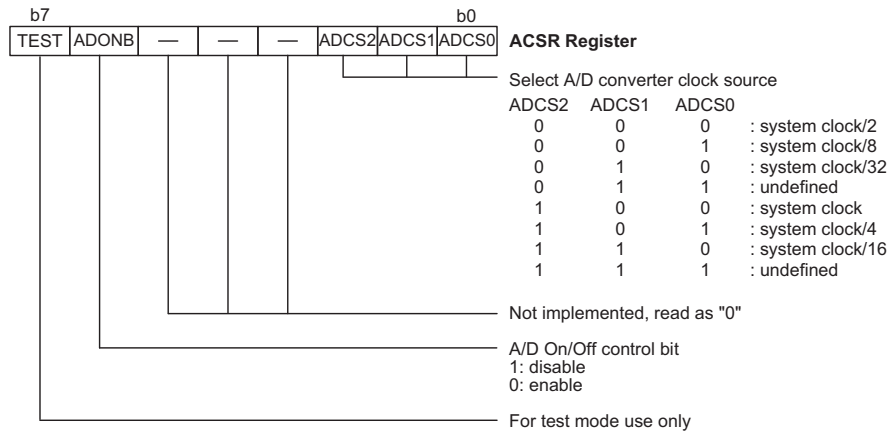 b7 b0
TEST ADONB — — — ADCS2 ADCS1 ADCS0 ACSR Register
Select A/D converter clock source
ADCS2 ADCS1 ADCS0
0 0 0 : system clock/2
0 0 1 : system clock/8
0 1 0 : system clock/32
0 1 1 : undefined
1 0 0 : system clock
1 0 1 : system clock/4
1 1 0 : system clock/16
1 1 1 : undefined
Not implemented, read as "0"
A/D On/Off control bit
1: disable
0: enable
For test mode use only